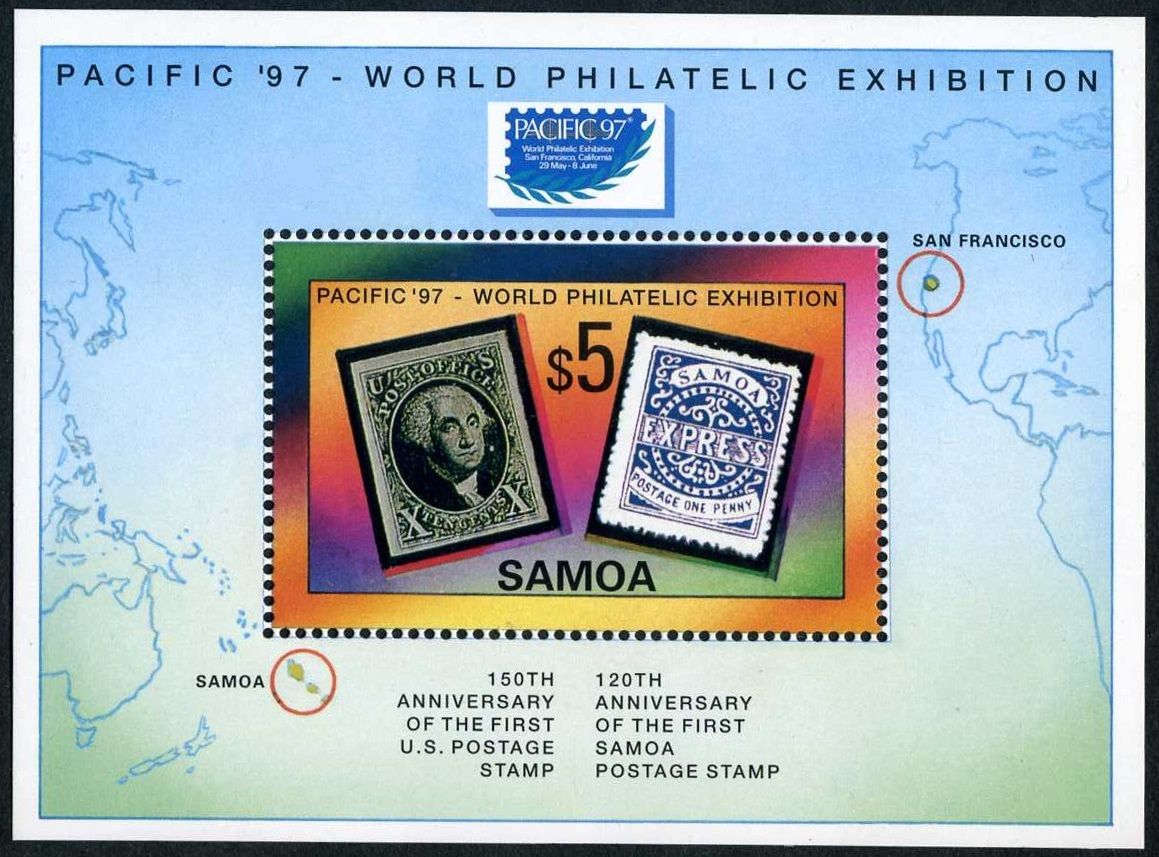 PACIFIC '97 - WORLD PHILATELIC EXHIBITION
PACIFIC 97®
World Philatelic Exhibition
San Francisco, California
29 May - 8 June
SAN FRANCISCO
PACIFIC '97 - WORLD PHILATELIC EXHIBITION
$5
U S
POST OFFICE
X TEN CENTS X
SAMOA
EXPRESS
POSTAGE ONE PENNY
SAMOA
SAMOA
150TH
ANNIVERSARY
OF THE FIRST
U.S. POSTAGE
STAMP
120TH
ANNIVERSARY
OF THE FIRST
SAMOA
POSTAGE STAMP